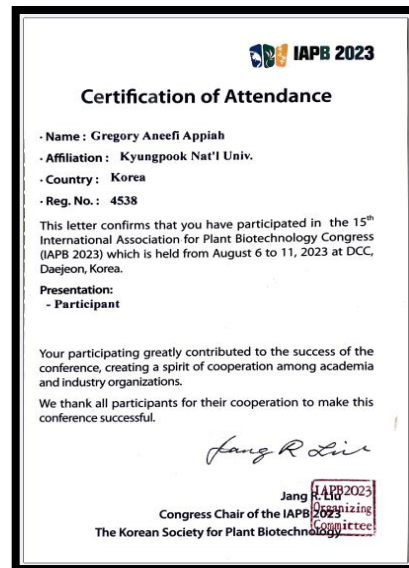 IAPB 2023
Certification of Attendance
· Name : Gregory Aneefi Appiah
· Affiliation : Kyungpook Nat'l Univ.
· Country : Korea
· Reg. No. : 4538
This letter confirms that you have participated in the 15th
International Association for Plant Biotechnology Congress
(IAPB 2023) which is held from August 6 to 11, 2023 at DCC,
Daejeon, Korea.
Presentation:
- Participant
Your participating greatly contributed to the success of the
conference, creating a spirit of cooperation among academia
and industry organizations.
We thank all participants for their cooperation to make this
conference successful.
Jang R Liu
Jang R. Liu
Congress Chair of the IAPB 2023
The Korean Society for Plant Biotechnology
IAPB2023
Organizing
Committee